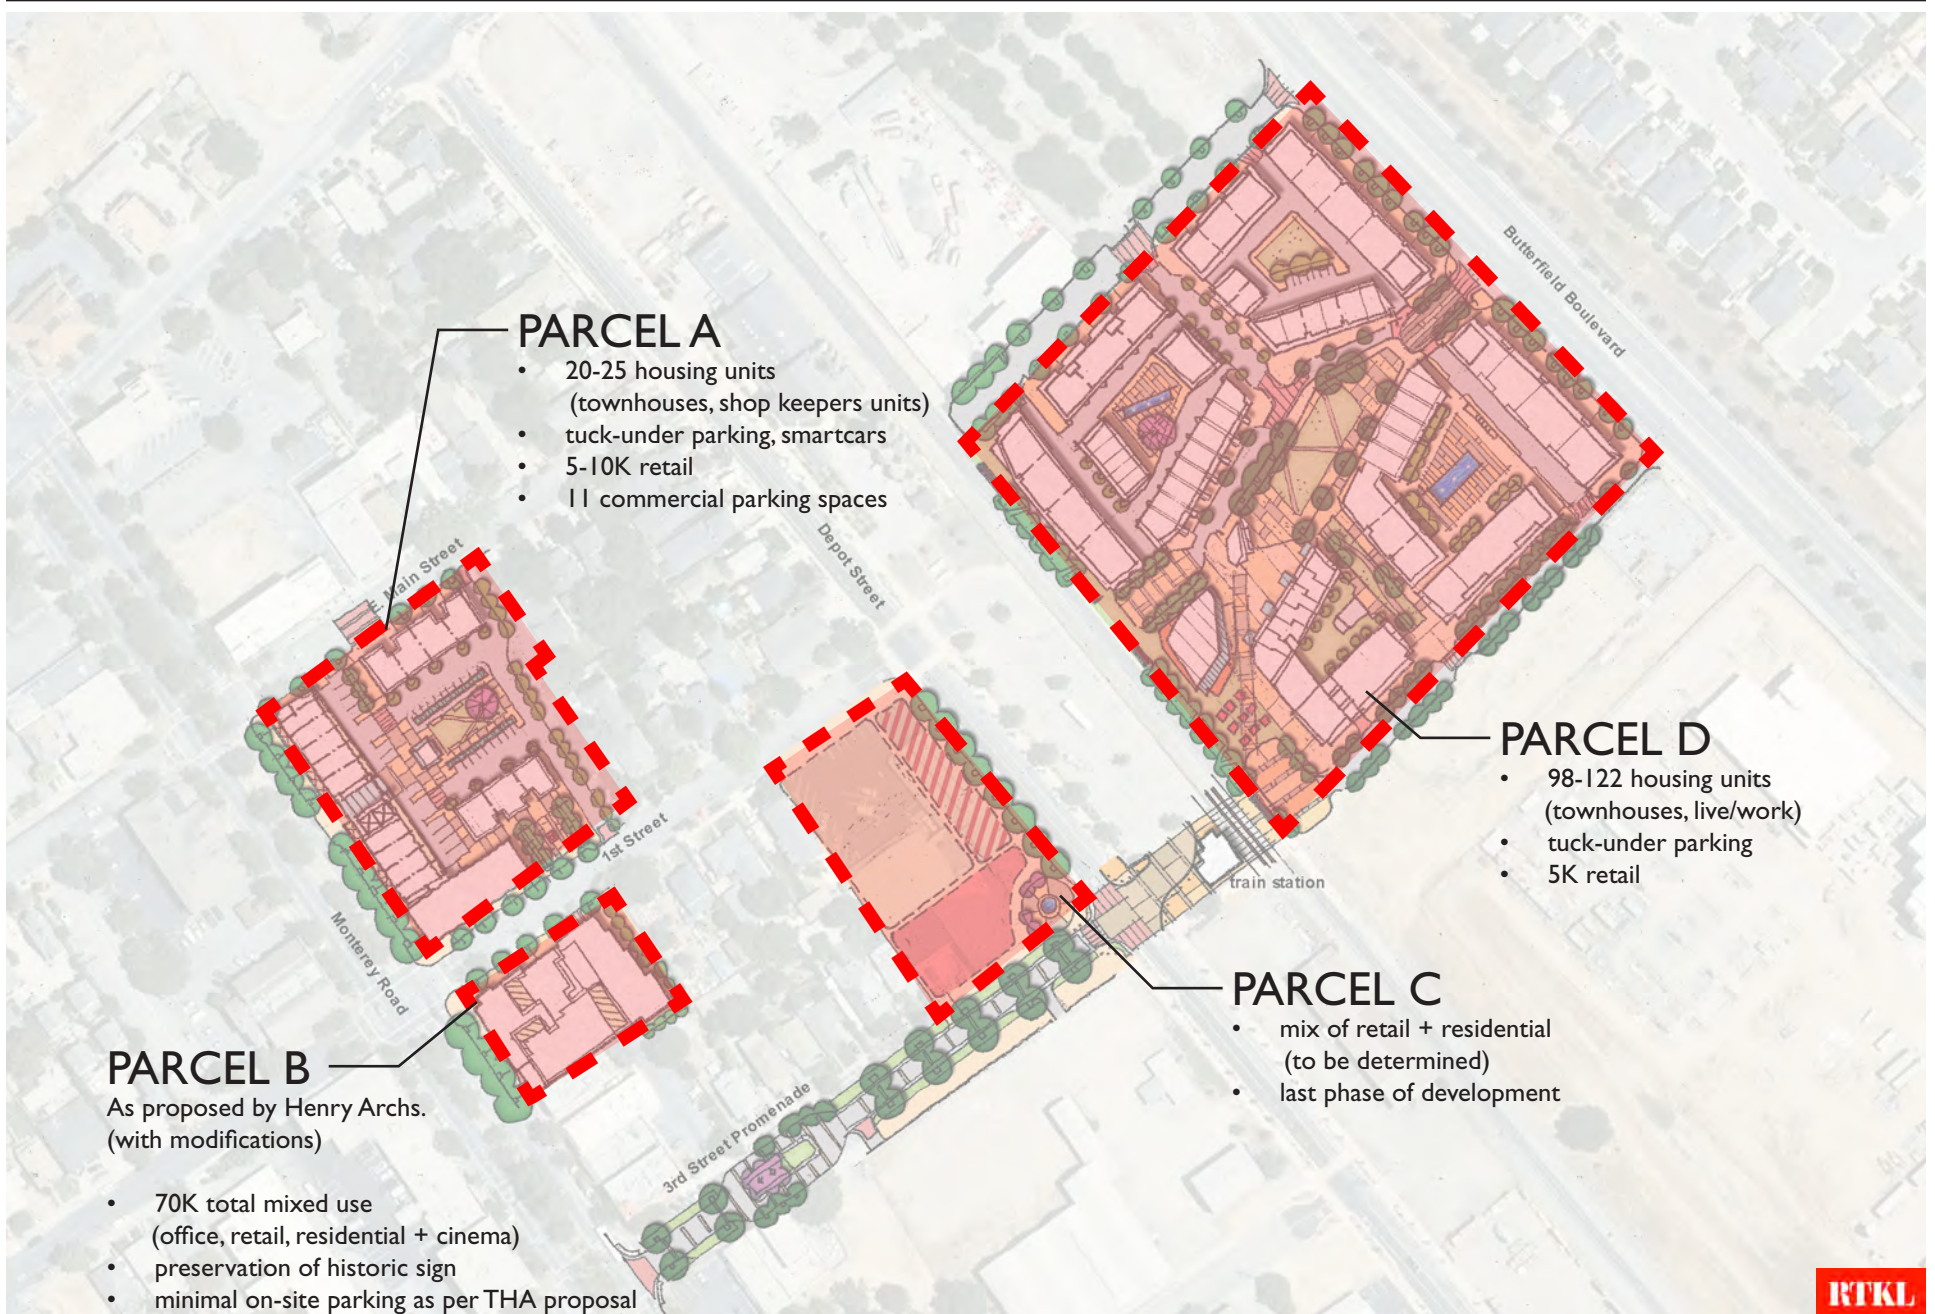 PARCEL A
• 20-25 housing units
(townhouses, shop keepers units)
• tuck-under parking, smartcars
• 5-10K retail
• 11 commercial parking spaces
Butterfield Boulevard
Depot Street
E. Main Street
1st Street
Monterey Road
train station
3rd Street Promenade
PARCEL D
• 98-122 housing units
(townhouses, live/work)
• tuck-under parking
• 5K retail
PARCEL C
• mix of retail + residential
(to be determined)
• last phase of development
PARCEL B
As proposed by Henry Archs.
(with modifications)
• 70K total mixed use
(office, retail, residential + cinema)
• preservation of historic sign
• minimal on-site parking as per THA proposal
RTKL